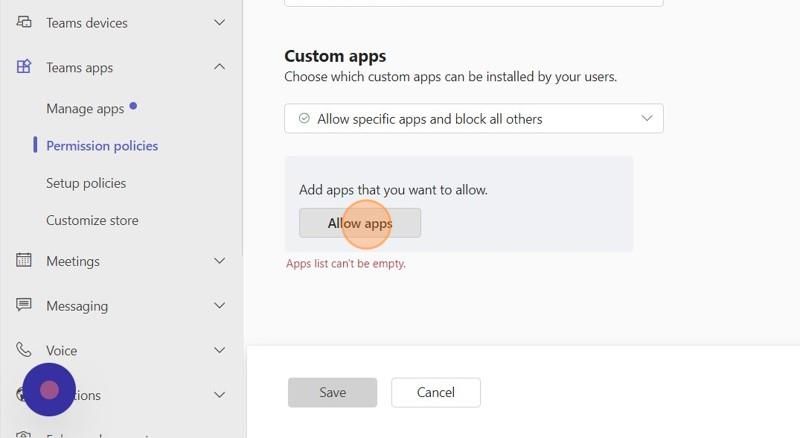 Teams devices
Teams apps
Manage apps
Permission policies
Setup policies
Customize store
Meetings
Messaging
Voice
Custom apps
Choose which custom apps can be installed by your users.
Allow specific apps and block all others
Add apps that you want to allow.
Allow apps
Apps list can't be empty.
Save
Cancel